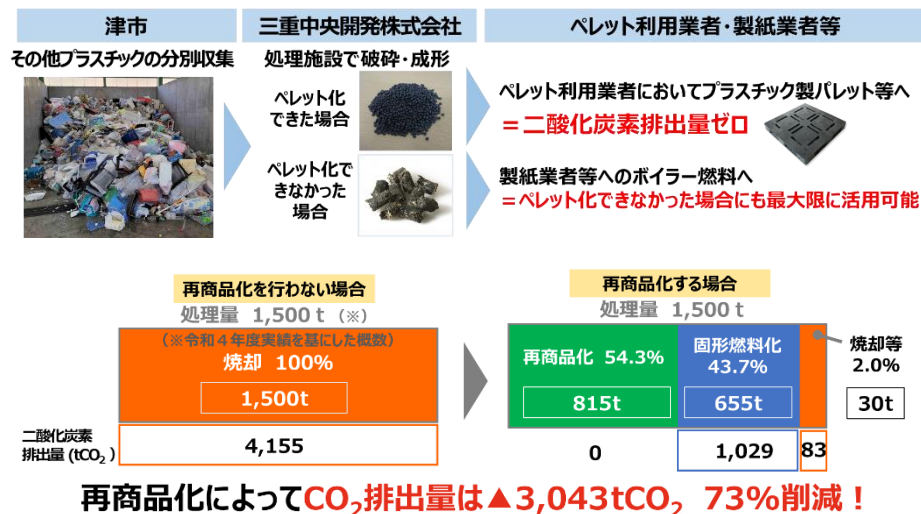 津市
三重中央開発株式会社
ペレット利用業者・製紙業者等
その他プラスチックの分別収集
処理施設で破砕・成形
ペレット化
できた場合
ペレット化で
きなかった
場合
ペレット利用業者においてプラスチック製パレット等へ
＝二酸化炭素排出量ゼロ
製紙業者等へのボイラー燃料へ
＝ペレット化できなかった場合にも最大限に活用可能
再商品化を行わない場合
処理量 1,500ｔ（※）
（※令和４年度実績を基にした概数）
焼却 100%
1,500t
二酸化炭素
排出量(tCO₂)
4,155
再商品化する場合
処理量 1,500ｔ
再商品化 54.3%
815t
固形燃料化
43.7%
655t
焼却等
2.0%
30t
0
1,029
83
再商品化によってCO₂排出量は▲3,043tCO₂ 73%削減！